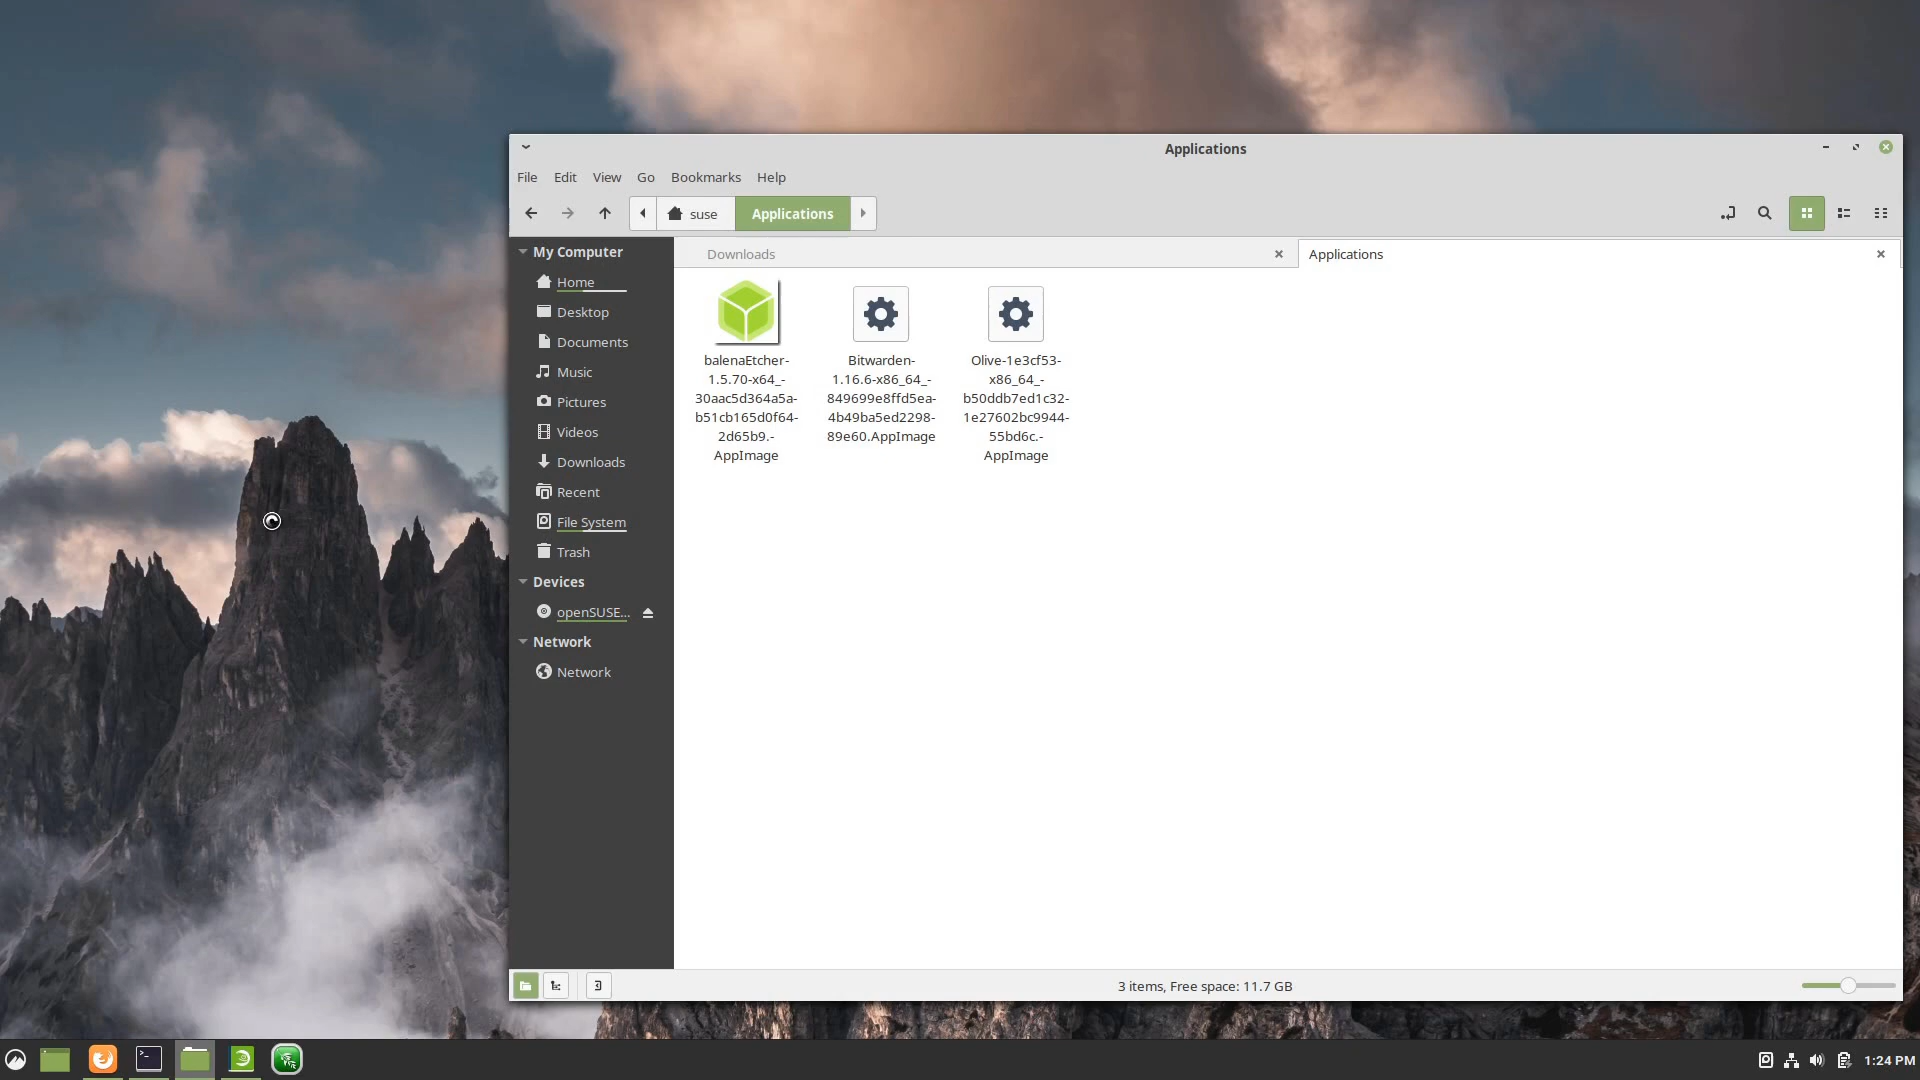 Applications
File Edit View Go Bookmarks Help
suse Applications
My Computer
Home
Desktop
Documents
Music
Pictures
Videos
Downloads
Recent
File System
Trash
Devices
openSUSE...
Network
Network
Downloads Applications
balenaEtcher-
1.5.70-x64_-
30aac5d364a5a-
b51cb165d0f64-
2d65b9.-
AppImage
Bitwarden-
1.16.6-x86_64_-
849699e8ffd5ea-
4b49ba5ed2298-
89e60.AppImage
Olive-1e3cf53-
x86_64_-
b50ddb7ed1c32-
1e27602bc9944-
55bd6c.-
AppImage
3 items, Free space: 11.7 GB
1:24 PM